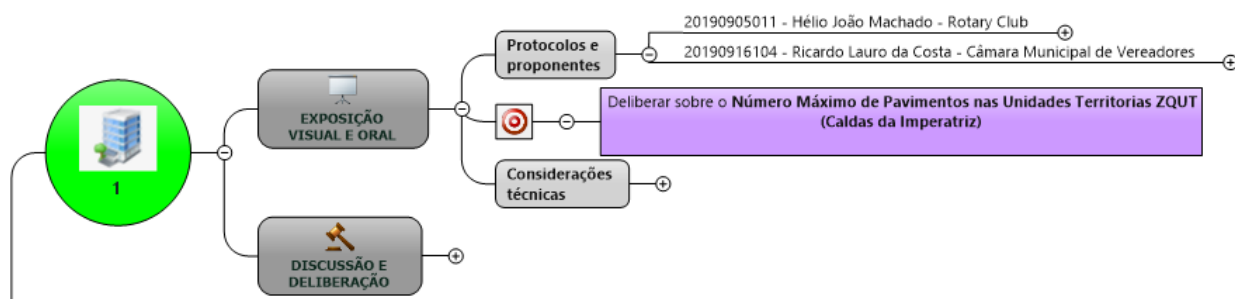 1
EXPOSIÇÃO
VISUAL E ORAL
Protocolos e
proponentes
20190905011 - Hélio João Machado - Rotary Club
20190916104 - Ricardo Lauro da Costa - Câmara Municipal de Vereadores
Deliberar sobre o Número Máximo de Pavimentos nas Unidades Territorias ZQUT
(Caldas da Imperatriz)
Considerações
técnicas
DISCUSSÃO E
DELIBERAÇÃO